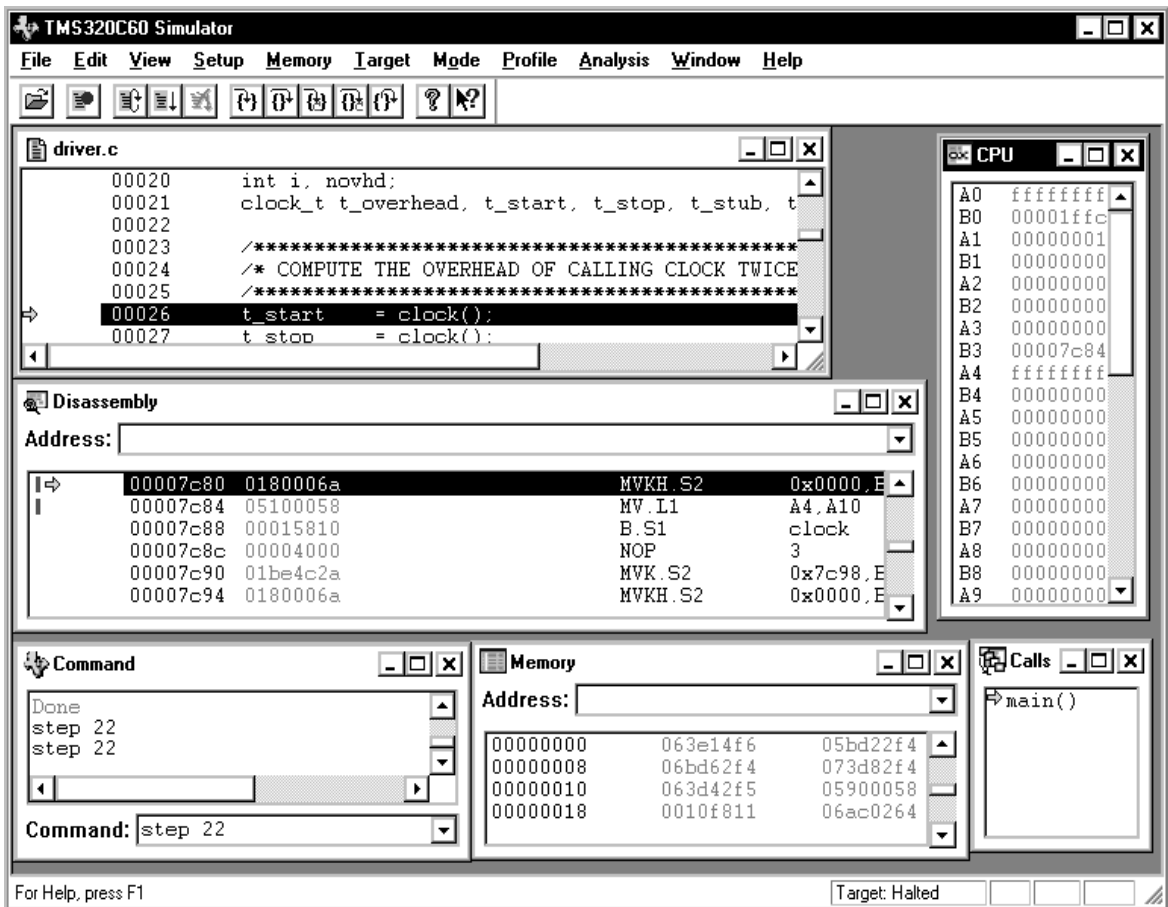 TMS320C60 Simulator
File Edit View Setup Memory Target Mode Profile Analysis Window Help
driver.c
00020 int i, novhd;
00021 clock_t t_overhead, t_start, t_stop, t_stub, t
00022
00023 /*********************************************
00024 /* COMPUTE THE OVERHEAD OF CALLING CLOCK TWICE
00025 /*********************************************
00026 t_start = clock();
00027 t_stop = clock();
CPU
A0 ffffffff
B0 00001ffc
A1 00000001
B1 00000000
A2 00000000
B2 00000000
A3 00000000
B3 00007c84
A4 ffffffff
B4 00000000
A5 00000000
B5 00000000
A6 00000000
B6 00000000
A7 00000000
B7 00000000
A8 00000000
B8 00000000
A9 00000000
Disassembly
Address:
00007c80 0180006a MVKH.S2 0x0000,
00007c84 05100058 MV.L1 A4,A10
00007c88 00015810 B.S1 clock
00007c8c 00004000 NOP 3
00007c90 01be4c2a MVK.S2 0x7c98,
00007c94 0180006a MVKH.S2 0x0000,
Command
Done
step 22
step 22
Command: step 22
Memory
Address:
00000000 063e14f6 05bd22f4
00000008 06bd62f4 073d82f4
00000010 063d42f5 05900058
00000018 0010f811 06ac0264
Calls
main()
For Help, press F1
Target: Halted